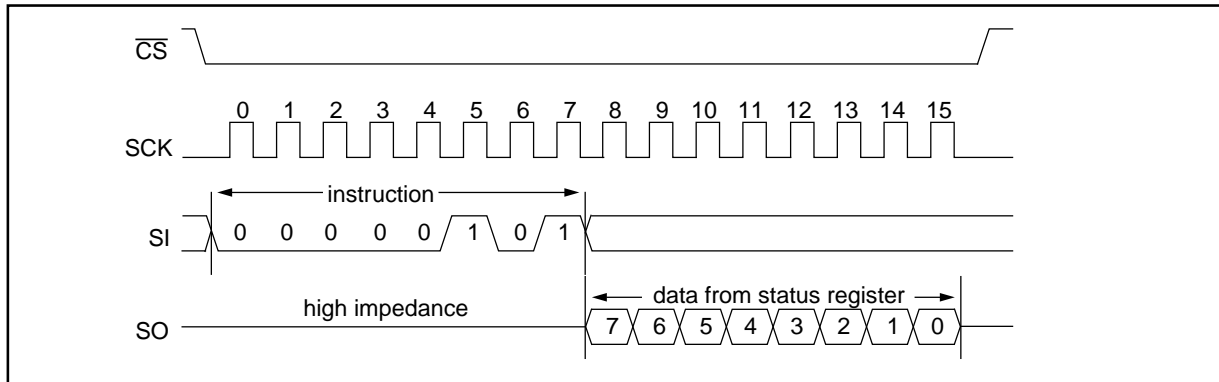 CS
0 1 2 3 4 5 6 7 8 9 10 11 12 13 14 15
SCK
instruction
SI 0 0 0 0 0 1 0 1
high impedance
data from status register
SO 7 6 5 4 3 2 1 0